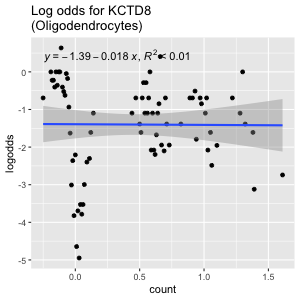 Log odds for KCTD8
(Oligodendrocytes)
y = −1.39 − 0.018 x, R² < 0.01
0
-1
-2
-3
-4
-5
logodds
0.0 0.5 1.0 1.5
count